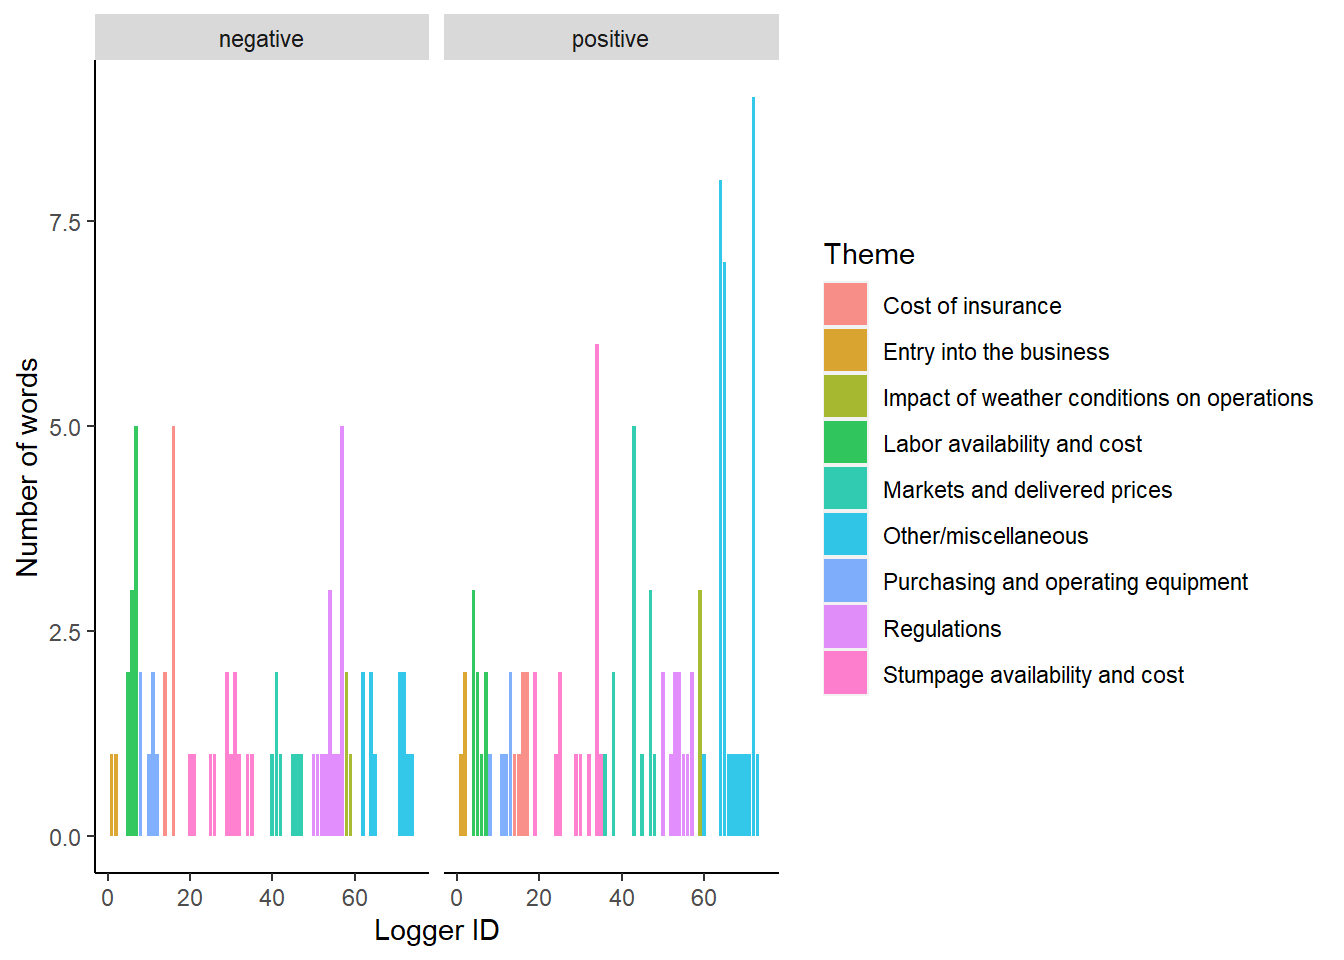 negative
positive
7.5
5.0
2.5
0.0
Number of words
0 20 40 60
0 20 40 60
Logger ID
Theme
Cost of insurance
Entry into the business
Impact of weather conditions on operations
Labor availability and cost
Markets and delivered prices
Other/miscellaneous
Purchasing and operating equipment
Regulations
Stumpage availability and cost